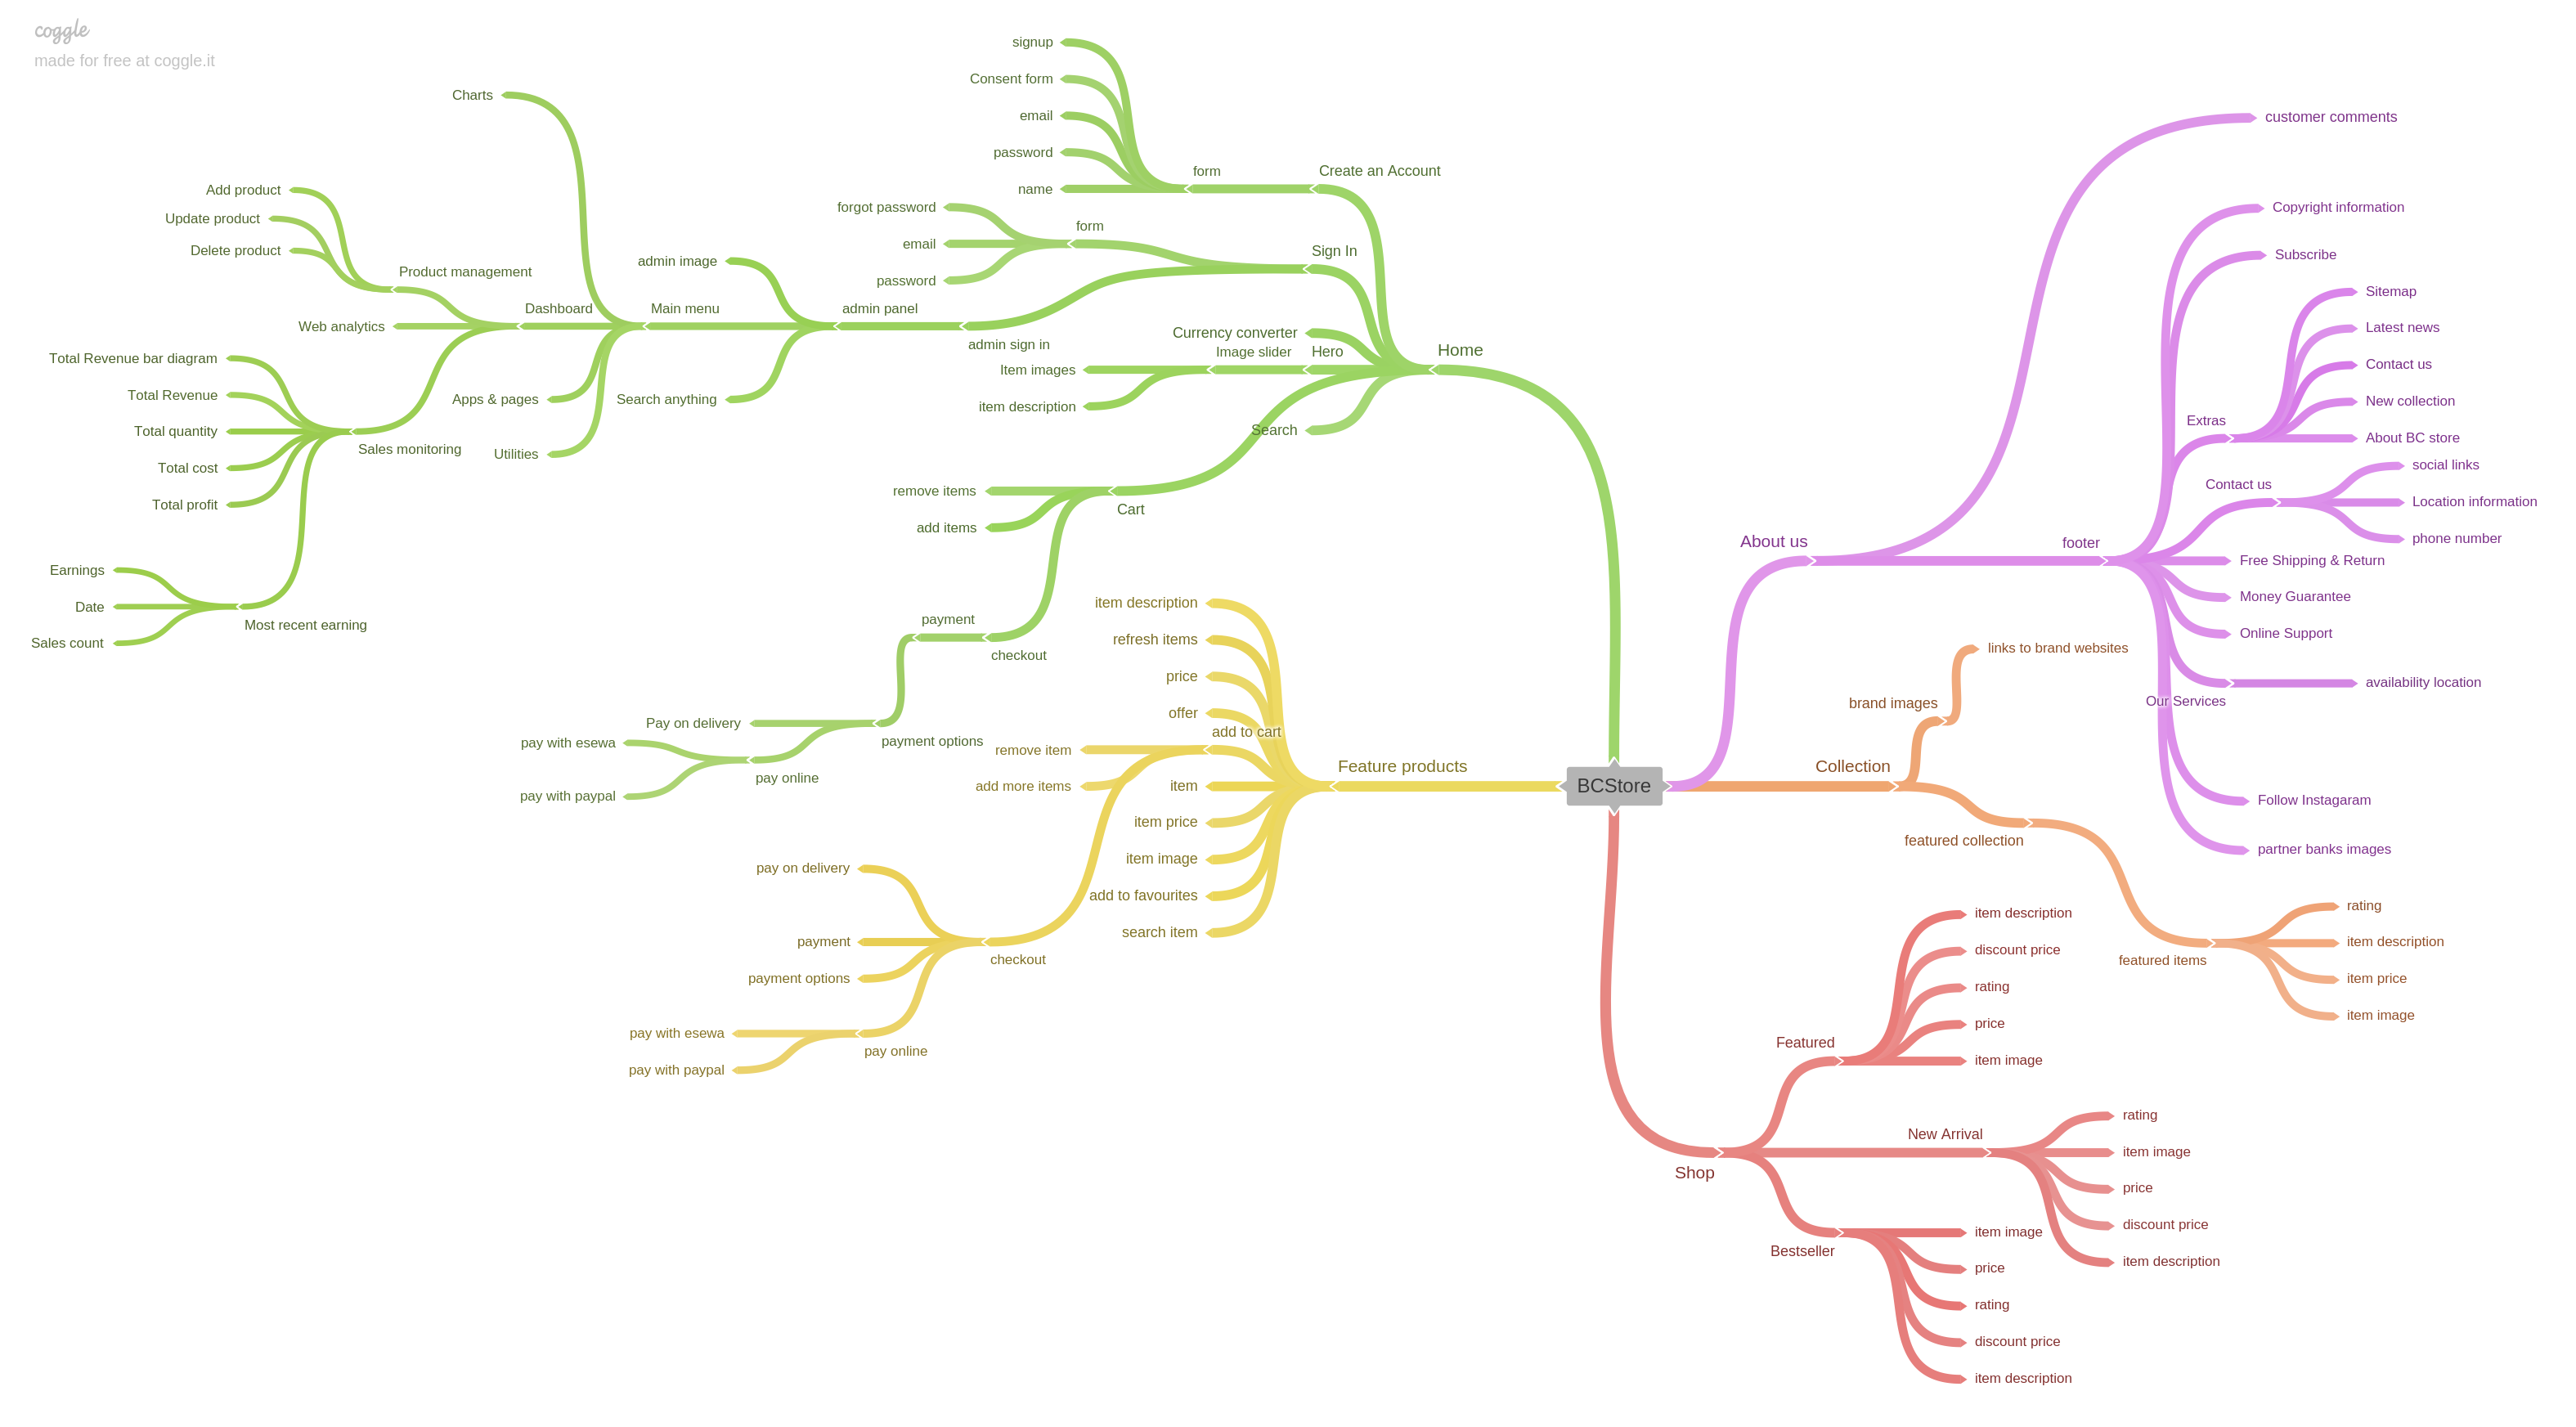 coggle
made for free at coggle.it
signup
Consent form
email
password
name
form
Create an Account
forgot password
email
password
form
Sign In
admin sign in
admin panel
admin image
Search anything
Main menu
Charts
Dashboard
Apps & pages
Utilities
Product management
Add product
Update product
Delete product
Web analytics
Sales monitoring
Total Revenue bar diagram
Total Revenue
Total quantity
Total cost
Total profit
Most recent earning
Earnings
Date
Sales count
Home
Currency converter
Hero
Image slider
Item images
item description
Search
Cart
remove items
add items
checkout
payment
payment options
Pay on delivery
pay online
pay with esewa
pay with paypal
Feature products
item description
refresh items
price
offer
add to cart
remove item
add more items
item
item price
item image
add to favourites
search item
checkout
pay on delivery
payment
payment options
pay online
pay with esewa
pay with paypal
BCStore
About us
customer comments
footer
Copyright information
Subscribe
Extras
Sitemap
Latest news
Contact us
New collection
About BC store
Contact us
social links
Location information
phone number
Free Shipping & Return
Money Guarantee
Online Support
Our Services
availability location
Follow Instagaram
partner banks images
Collection
brand images
links to brand websites
featured collection
featured items
rating
item description
item price
item image
Shop
Featured
item description
discount price
rating
price
item image
New Arrival
rating
item image
price
discount price
item description
Bestseller
item image
price
rating
discount price
item description